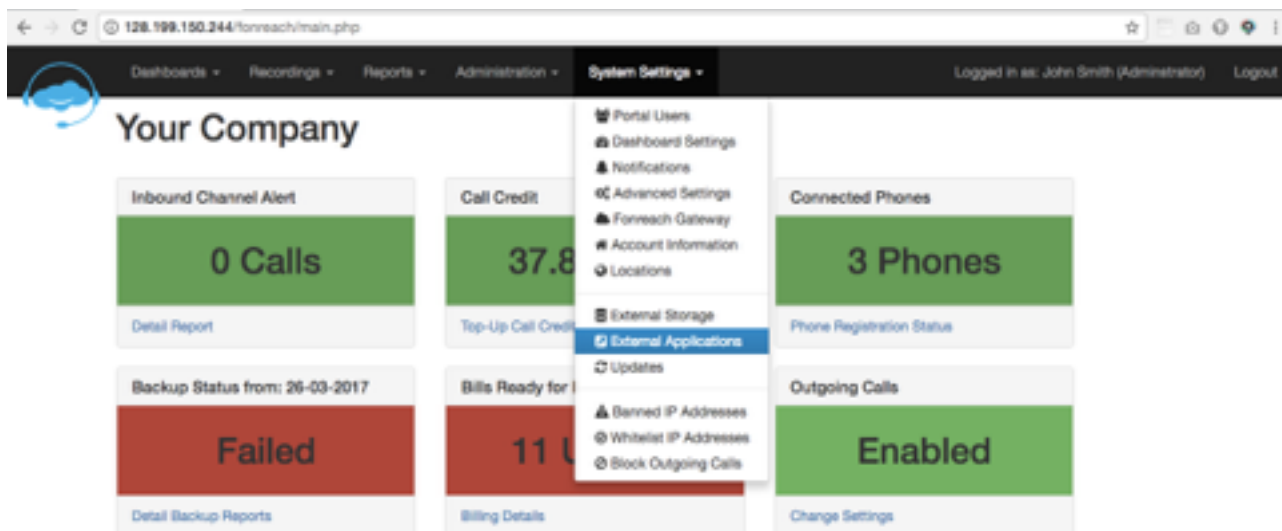 128.199.150.244/fonreach/main.php
Dashboards Recordings Reports Administration System Settings Logged in as: John Smith (Adminstrator) Logout
Your Company
Portal Users
Dashboard Settings
Notifications
Advanced Settings
Fonreach Gateway
Account Information
Locations
External Storage
External Applications
Updates
Banned IP Addresses
Whitelist IP Addresses
Block Outgoing Calls
Inbound Channel Alert
0 Calls
Detail Report
Call Credit
37.8
Top-Up Call Credit
Connected Phones
3 Phones
Phone Registration Status
Backup Status from: 26-03-2017
Failed
Detail Backup Reports
Bills Ready for
11
Billing Details
Outgoing Calls
Enabled
Change Settings